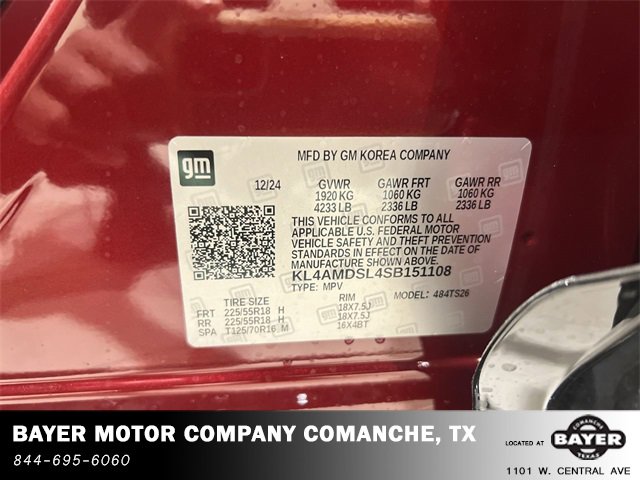 gm
MFD BY GM KOREA COMPANY
12/24 GVWR GAWR FRT GAWR RR
1920 KG 1060 KG 1060 KG
4233 LB 2336 LB 2336 LB
THIS VEHICLE CONFORMS TO ALL
APPLICABLE U.S. FEDERAL MOTOR
VEHICLE SAFETY AND THEFT PREVENTION
STANDARDS IN EFFECT ON THE DATE OF
MANUFACTURE SHOWN ABOVE.
KL4AMDSL4SB151108
TYPE: MPV MODEL: 484TS26
TIRE SIZE RIM
FRT 225/55R18 H 18X7.5J
RR 225/55R18 H 18X7.5J
SPA T125/70R16 M 16X4BT
BAYER MOTOR COMPANY COMANCHE, TX
844-695-6060
LOCATED AT
COMANCHE
BAYER
TEXAS
1101 W. CENTRAL AVE